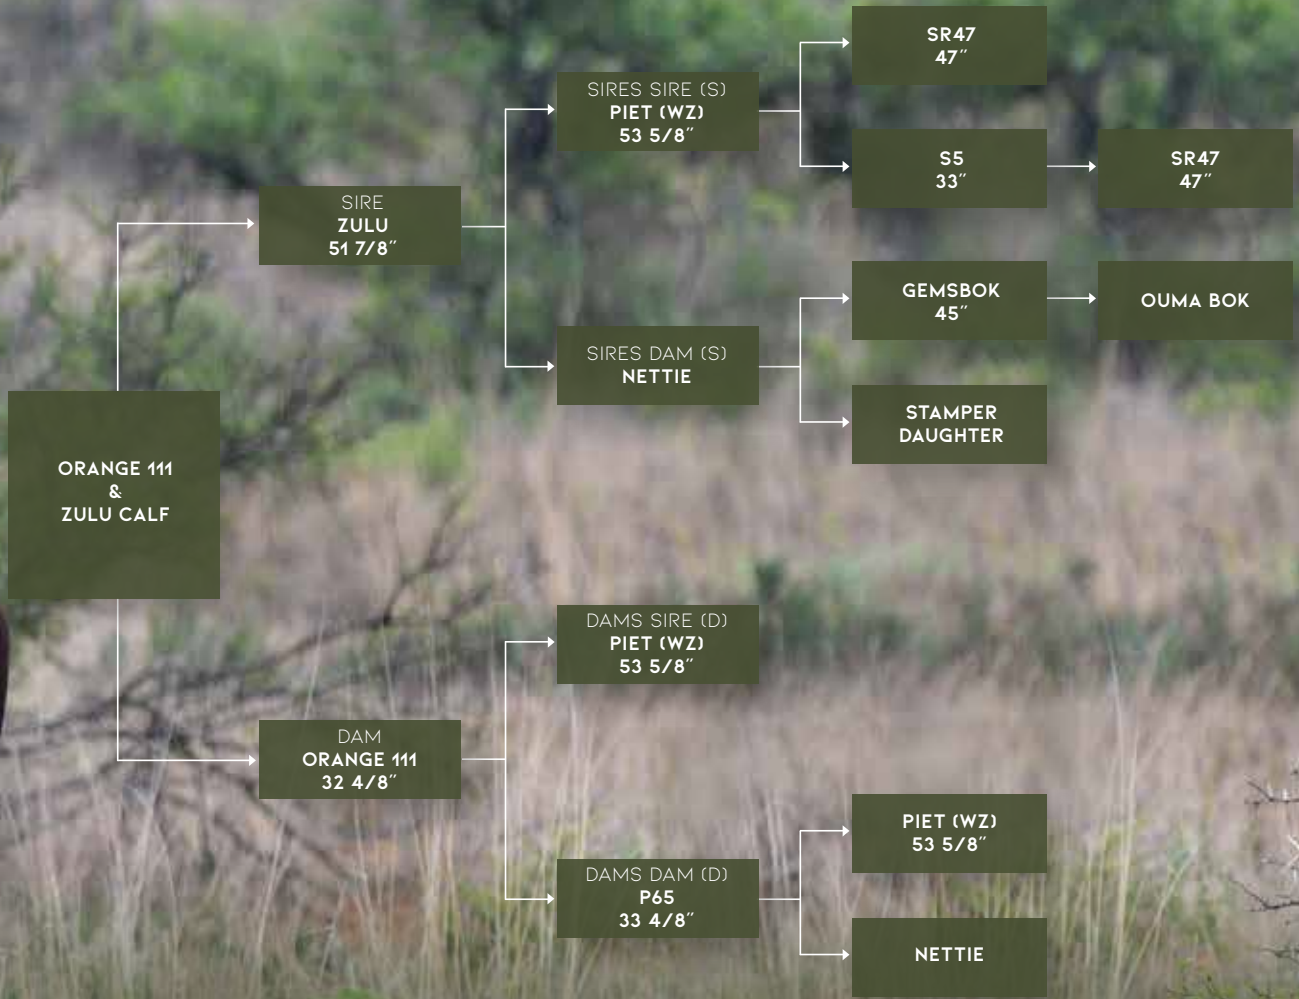 SR47
47"
SIRES SIRE (S)
PIET (WZ)
53 5/8"
S5
33"
SR47
47"
SIRE
ZULU
51 7/8"
GEMSBOK
45"
OUMA BOK
SIRES DAM (S)
NETTIE
STAMPER
DAUGHTER
ORANGE 111
&
ZULU CALF
DAMS SIRE (D)
PIET (WZ)
53 5/8"
DAM
ORANGE 111
32 4/8"
PIET (WZ)
53 5/8"
DAMS DAM (D)
P65
33 4/8"
NETTIE